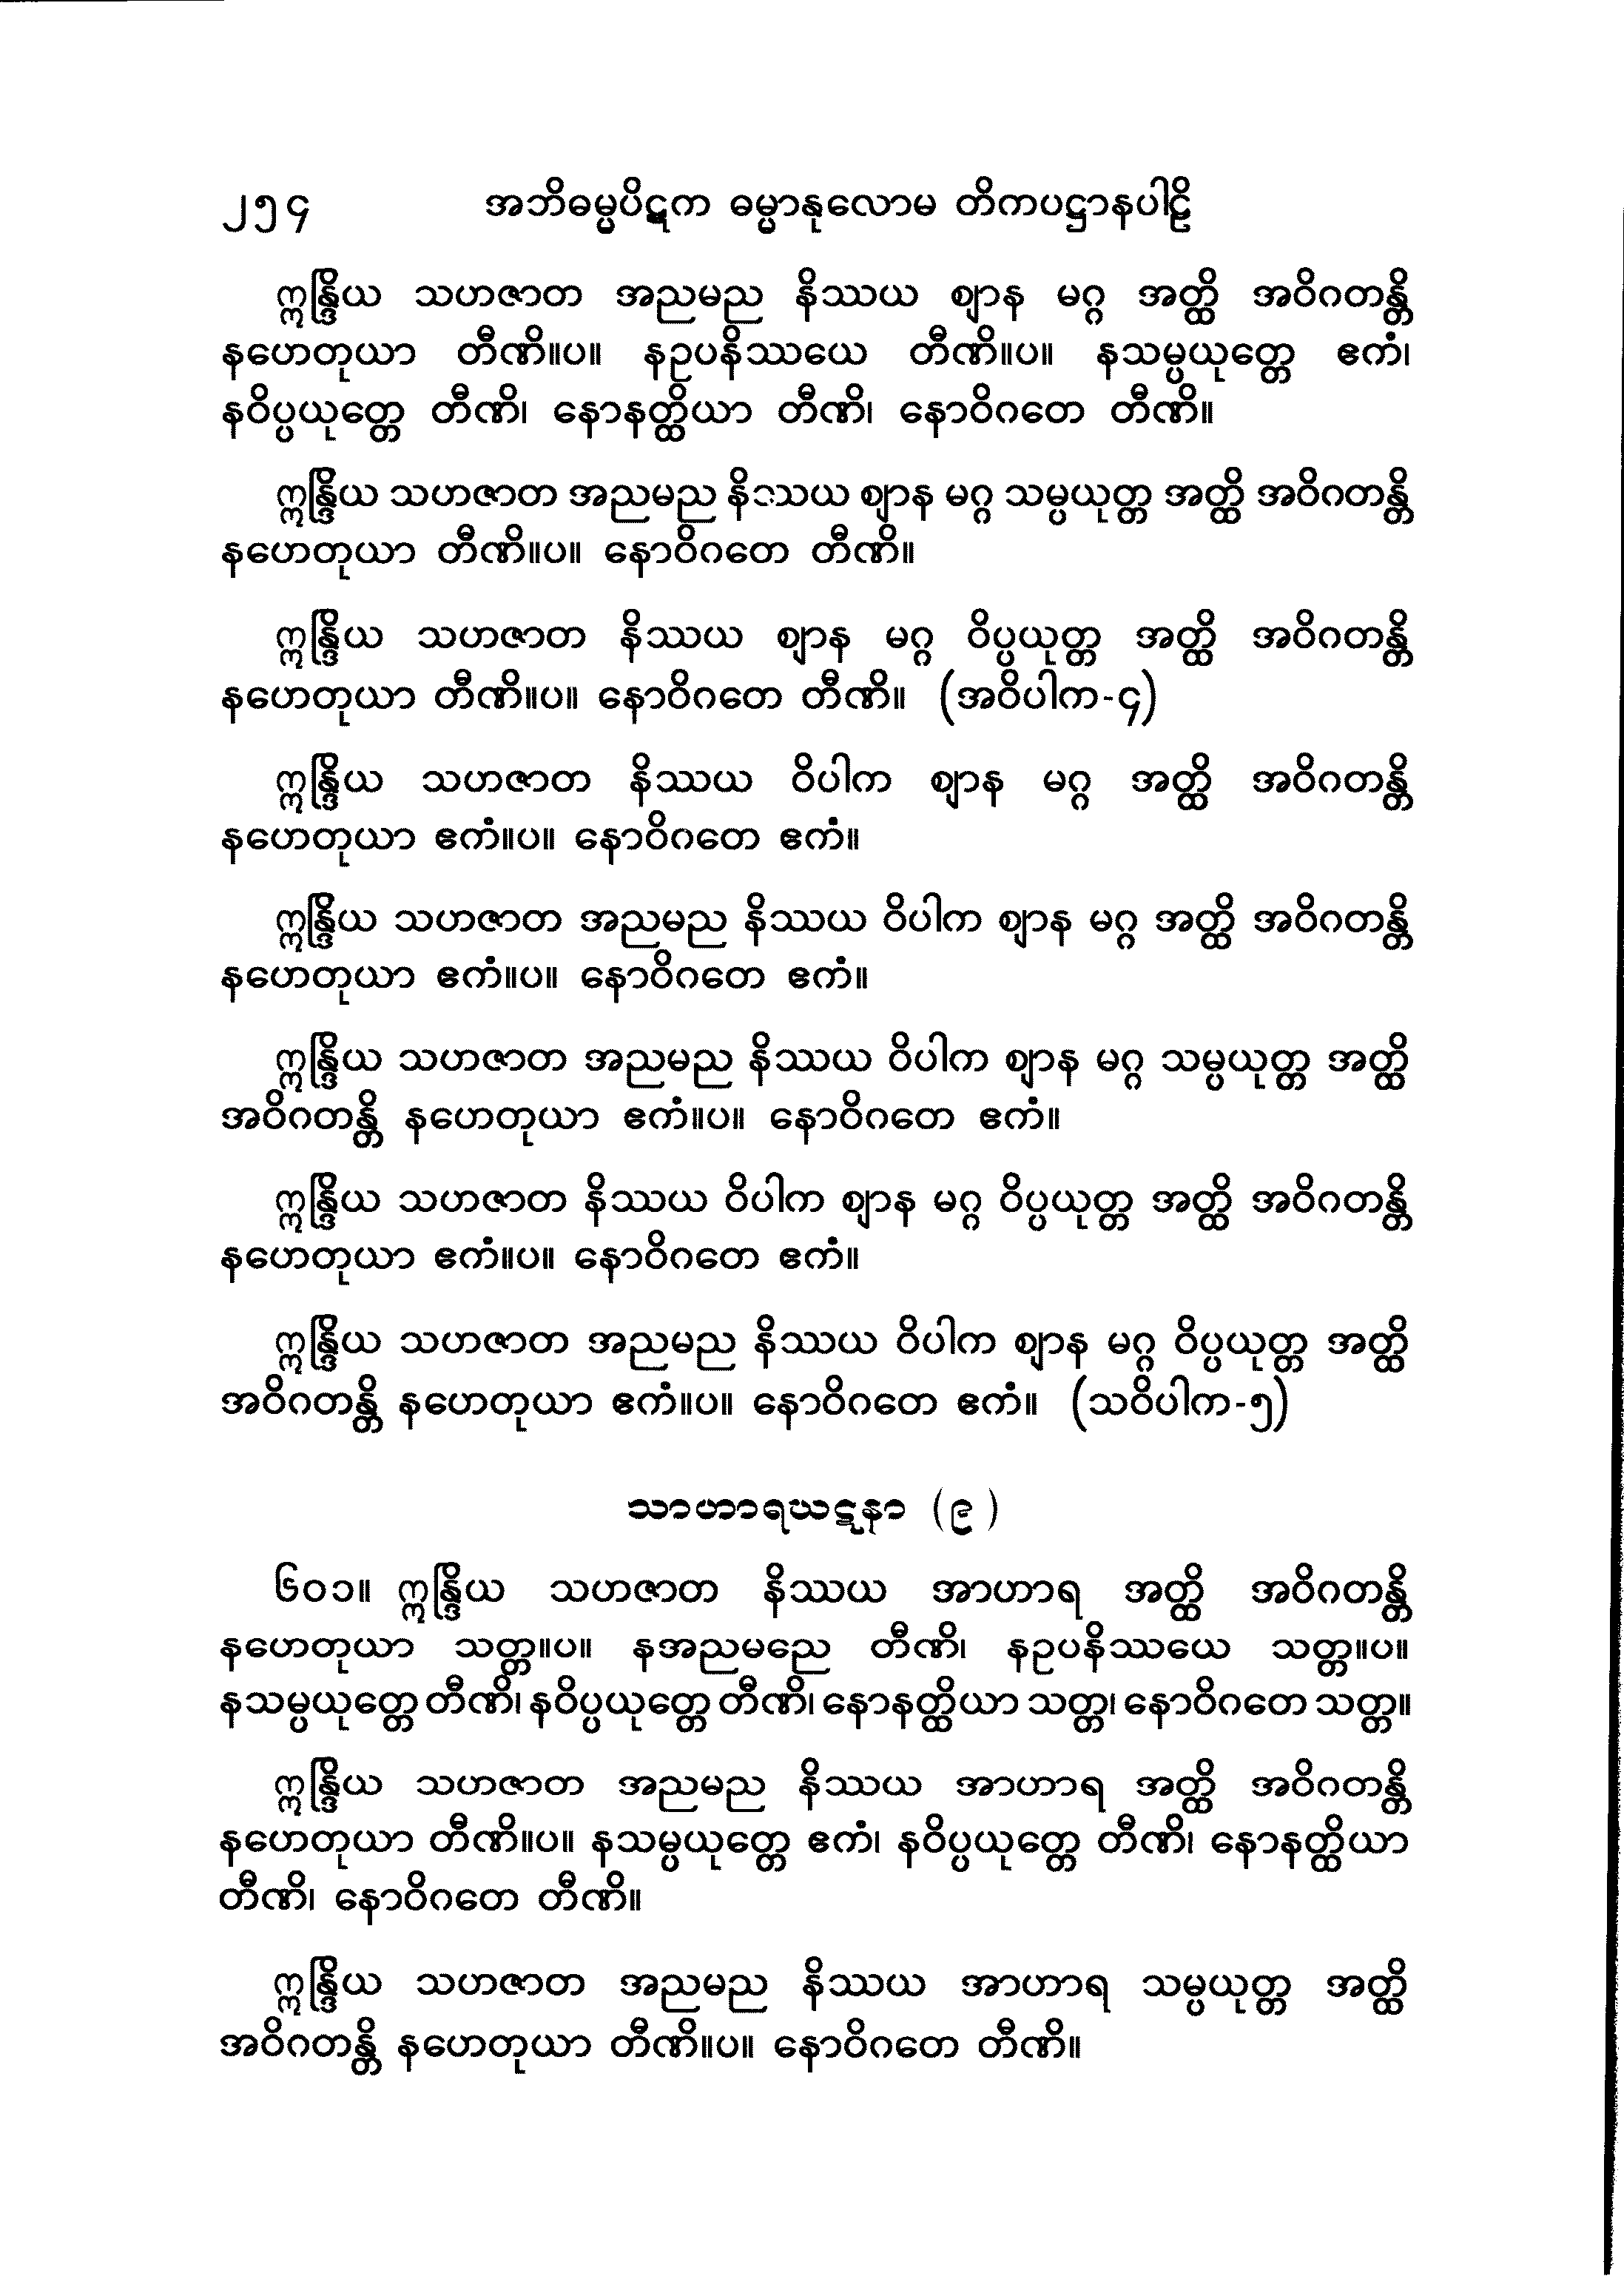 ၂၅၄ အဘိဓမ္မပိဋက ဓမ္မာနုလောမ တိကပဋ္ဌာနပါဠိ
ဣန္ဒြိယ သဟဇာတ အညမည နိဿယ ဈာန မဂ္ဂ အတ္ထိ အဝိဂတန္တိ
နဟေတုယာ တီဏိ။ပ။ နဥပနိဿယေ တီဏိ။ပ။ နသမ္ပယုတ္တေ ဧကံ၊
နဝိပ္ပယုတ္တေ တီဏိ၊ နောနတ္ထိယာ တီဏိ၊ နောဝိဂတေ တီဏိ။
ဣန္ဒြိယ သဟဇာတ အညမည နိဿယ ဈာန မဂ္ဂ သမ္ပယုတ္တ အတ္ထိ အဝိဂတန္တိ
နဟေတုယာ တီဏိ။ပ။ နောဝိဂတေ တီဏိ။
ဣန္ဒြိယ သဟဇာတ နိဿယ ဈာန မဂ္ဂ ဝိပ္ပယုတ္တ အတ္ထိ အဝိဂတန္တိ
နဟေတုယာ တီဏိ။ပ။ နောဝိဂတေ တီဏိ။ (အဝိပါက-၄)
ဣန္ဒြိယ သဟဇာတ နိဿယ ဝိပါက ဈာန မဂ္ဂ အတ္ထိ အဝိဂတန္တိ
နဟေတုယာ ဧကံ။ပ။ နောဝိဂတေ ဧကံ။
ဣန္ဒြိယ သဟဇာတ အညမည နိဿယ ဝိပါက ဈာန မဂ္ဂ အတ္ထိ အဝိဂတန္တိ
နဟေတုယာ ဧကံ။ပ။ နောဝိဂတေ ဧကံ။
ဣန္ဒြိယ သဟဇာတ အညမည နိဿယ ဝိပါက ဈာန မဂ္ဂ သမ္ပယုတ္တ အတ္ထိ
အဝိဂတန္တိ နဟေတုယာ ဧကံ။ပ။ နောဝိဂတေ ဧကံ။
ဣန္ဒြိယ သဟဇာတ နိဿယ ဝိပါက ဈာန မဂ္ဂ ဝိပ္ပယုတ္တ အတ္ထိ အဝိဂတန္တိ
နဟေတုယာ ဧကံ။ပ။ နောဝိဂတေ ဧကံ။
ဣန္ဒြိယ သဟဇာတ အညမည နိဿယ ဝိပါက ဈာန မဂ္ဂ ဝိပ္ပယုတ္တ အတ္ထိ
အဝိဂတန္တိ နဟေတုယာ ဧကံ။ပ။ နောဝိဂတေ ဧကံ။ (သဝိပါက-၅)
သာဟာရဃဋနာ (၉)
၆၀၁။ ဣန္ဒြိယ သဟဇာတ နိဿယ အာဟာရ အတ္ထိ အဝိဂတန္တိ
နဟေတုယာ သတ္တ။ပ။ နအညမညေ တီဏိ၊ နဥပနိဿယေ သတ္တ။ပ။
နသမ္ပယုတ္တေ တီဏိ၊ နဝိပ္ပယုတ္တေ တီဏိ၊ နောနတ္ထိယာ သတ္တ၊ နောဝိဂတေ သတ္တ။
ဣန္ဒြိယ သဟဇာတ အညမည နိဿယ အာဟာရ အတ္ထိ အဝိဂတန္တိ
နဟေတုယာ တီဏိ။ပ။ နသမ္ပယုတ္တေ ဧကံ၊ နဝိပ္ပယုတ္တေ တီဏိ၊ နောနတ္ထိယာ
တီဏိ၊ နောဝိဂတေ တီဏိ။
ဣန္ဒြိယ သဟဇာတ အညမည နိဿယ အာဟာရ သမ္ပယုတ္တ အတ္ထိ
အဝိဂတန္တိ နဟေတုယာ တီဏိ။ပ။ နောဝိဂတေ တီဏိ။